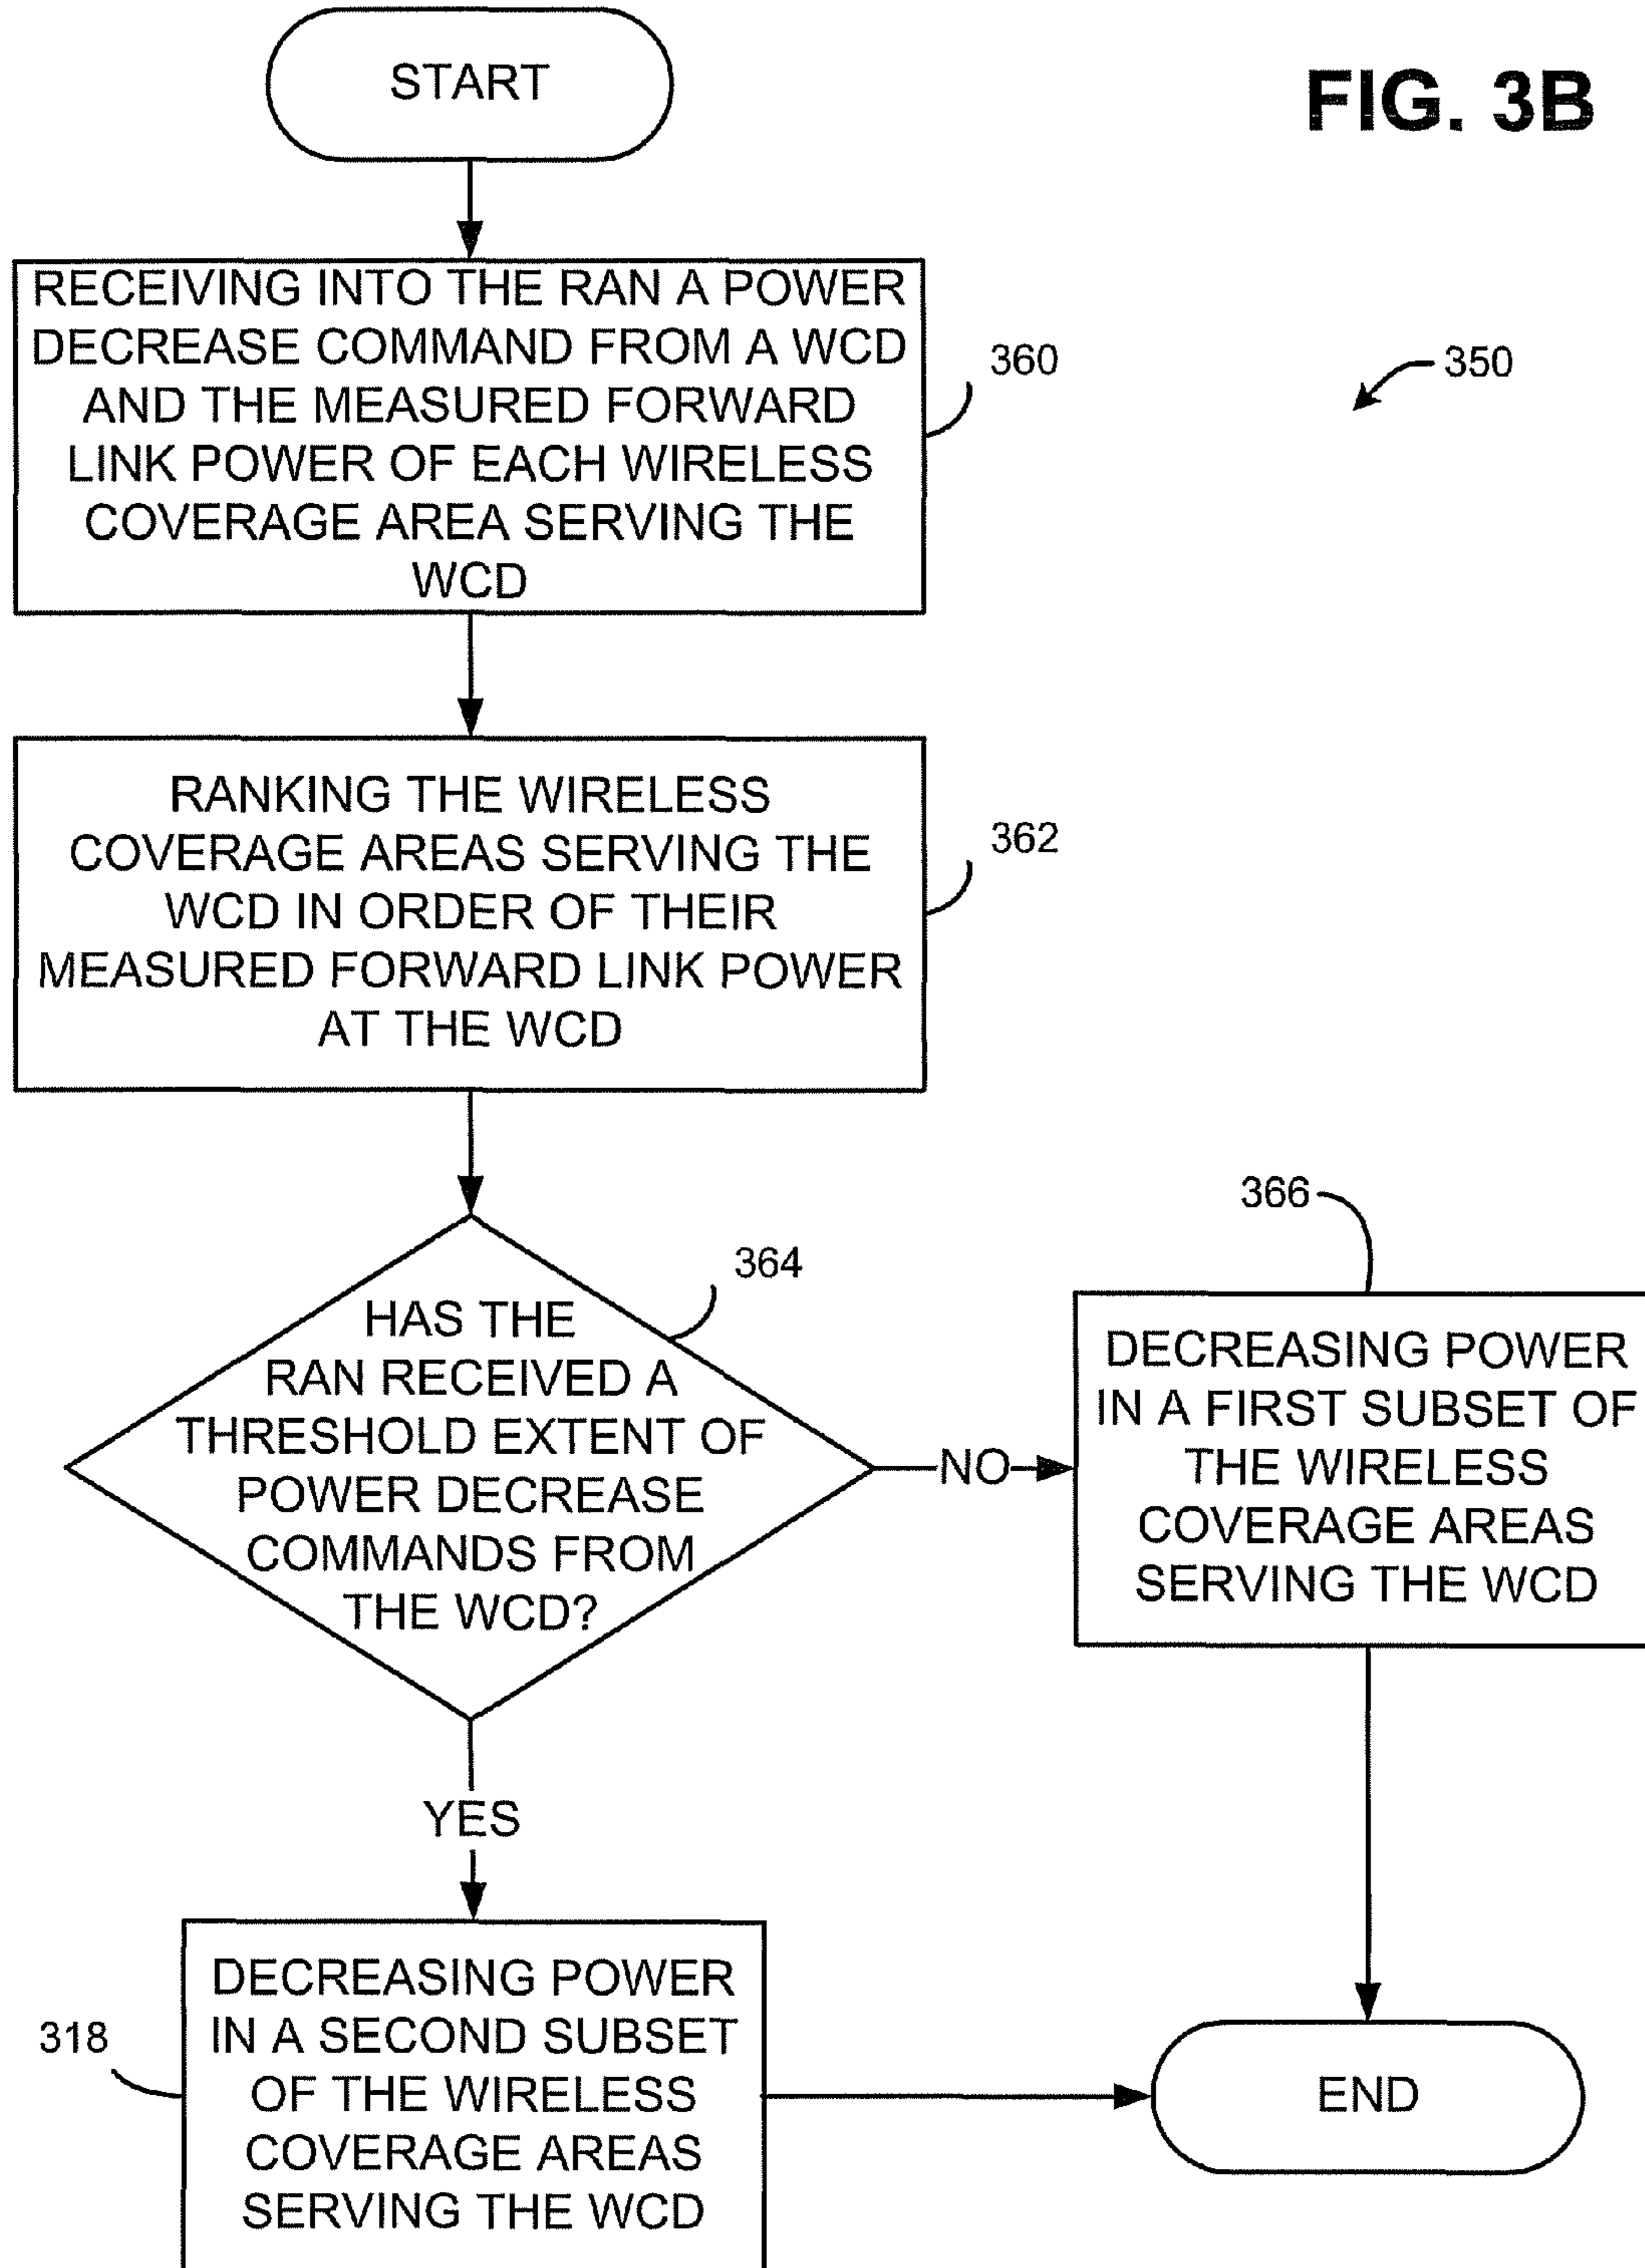 START
FIG. 3B
RECEIVING INTO THE RAN A POWER
DECREASE COMMAND FROM A WCD
AND THE MEASURED FORWARD
LINK POWER OF EACH WIRELESS
COVERAGE AREA SERVING THE
WCD
360
350
RANKING THE WIRELESS
COVERAGE AREAS SERVING THE
WCD IN ORDER OF THEIR
MEASURED FORWARD LINK POWER
AT THE WCD
362
HAS THE
RAN RECEIVED A
THRESHOLD EXTENT OF
POWER DECREASE
COMMANDS FROM
THE WCD?
364
NO
366
DECREASING POWER
IN A FIRST SUBSET OF
THE WIRELESS
COVERAGE AREAS
SERVING THE WCD
YES
318
DECREASING POWER
IN A SECOND SUBSET
OF THE WIRELESS
COVERAGE AREAS
SERVING THE WCD
END